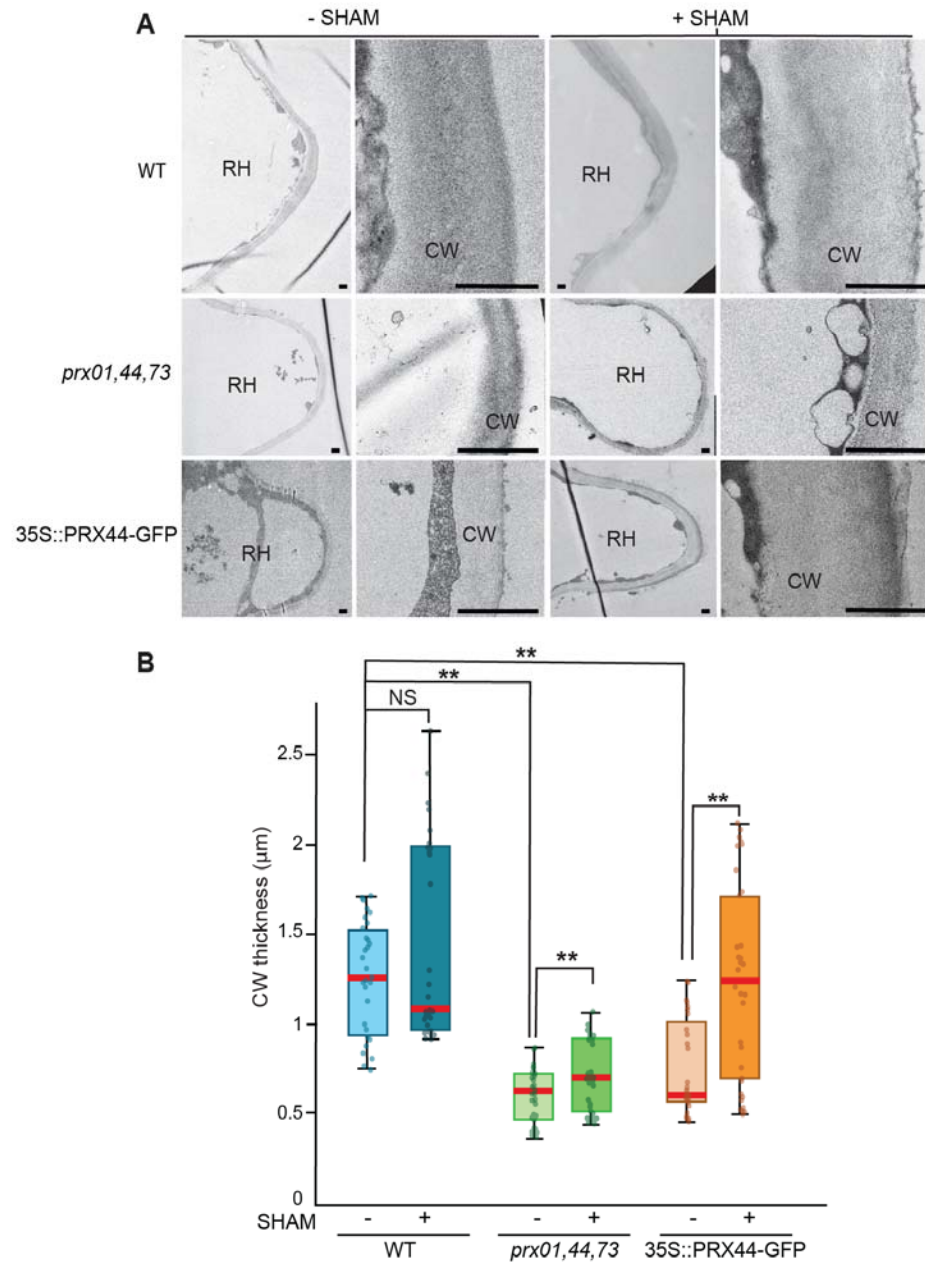 A
- SHAM
+ SHAM
WT
RH
CW
RH
CW
prx01,44,73
RH
CW
RH
CW
35S::PRX44-GFP
RH
CW
RH
CW
B
**
**
NS
**
**
CW thickness (µm)
2.5
2
1.5
1
0.5
0
SHAM
- + - + - +
WT prx01,44,73 35S::PRX44-GFP